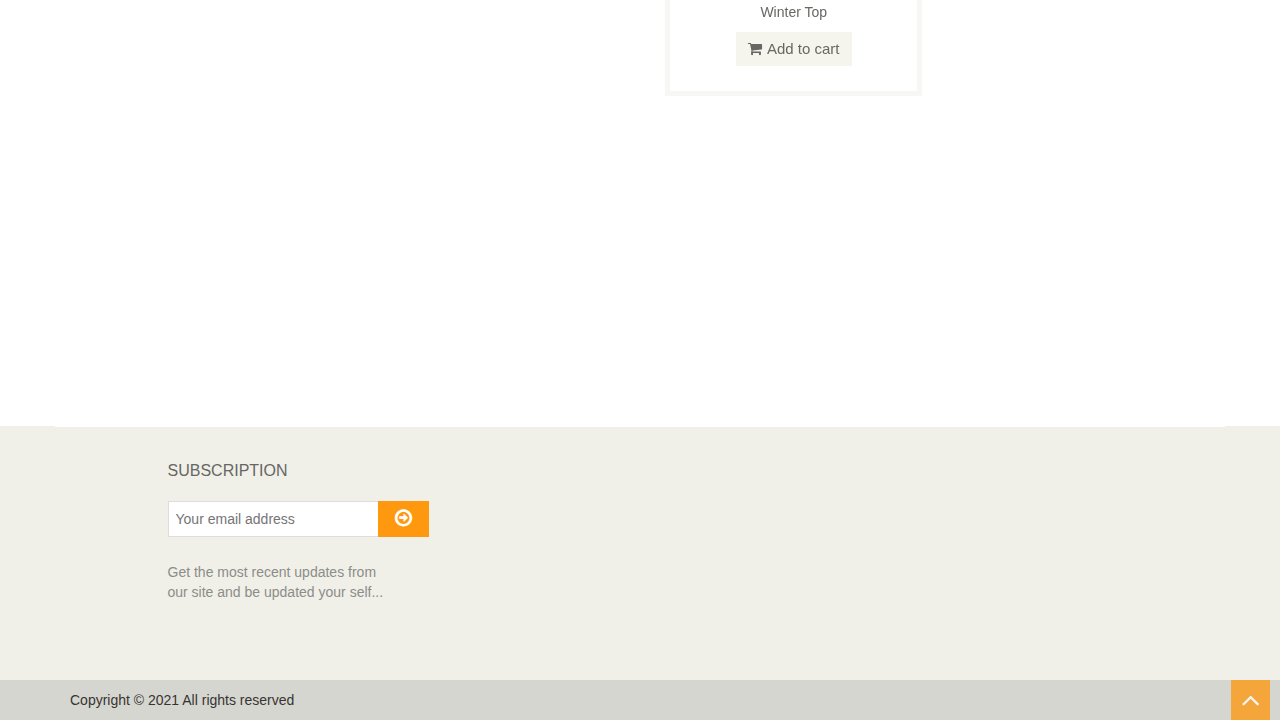 Winter Top
Add to cart
SUBSCRIPTION
Your email address
Get the most recent updates from
our site and be updated your self...
Copyright © 2021 All rights reserved